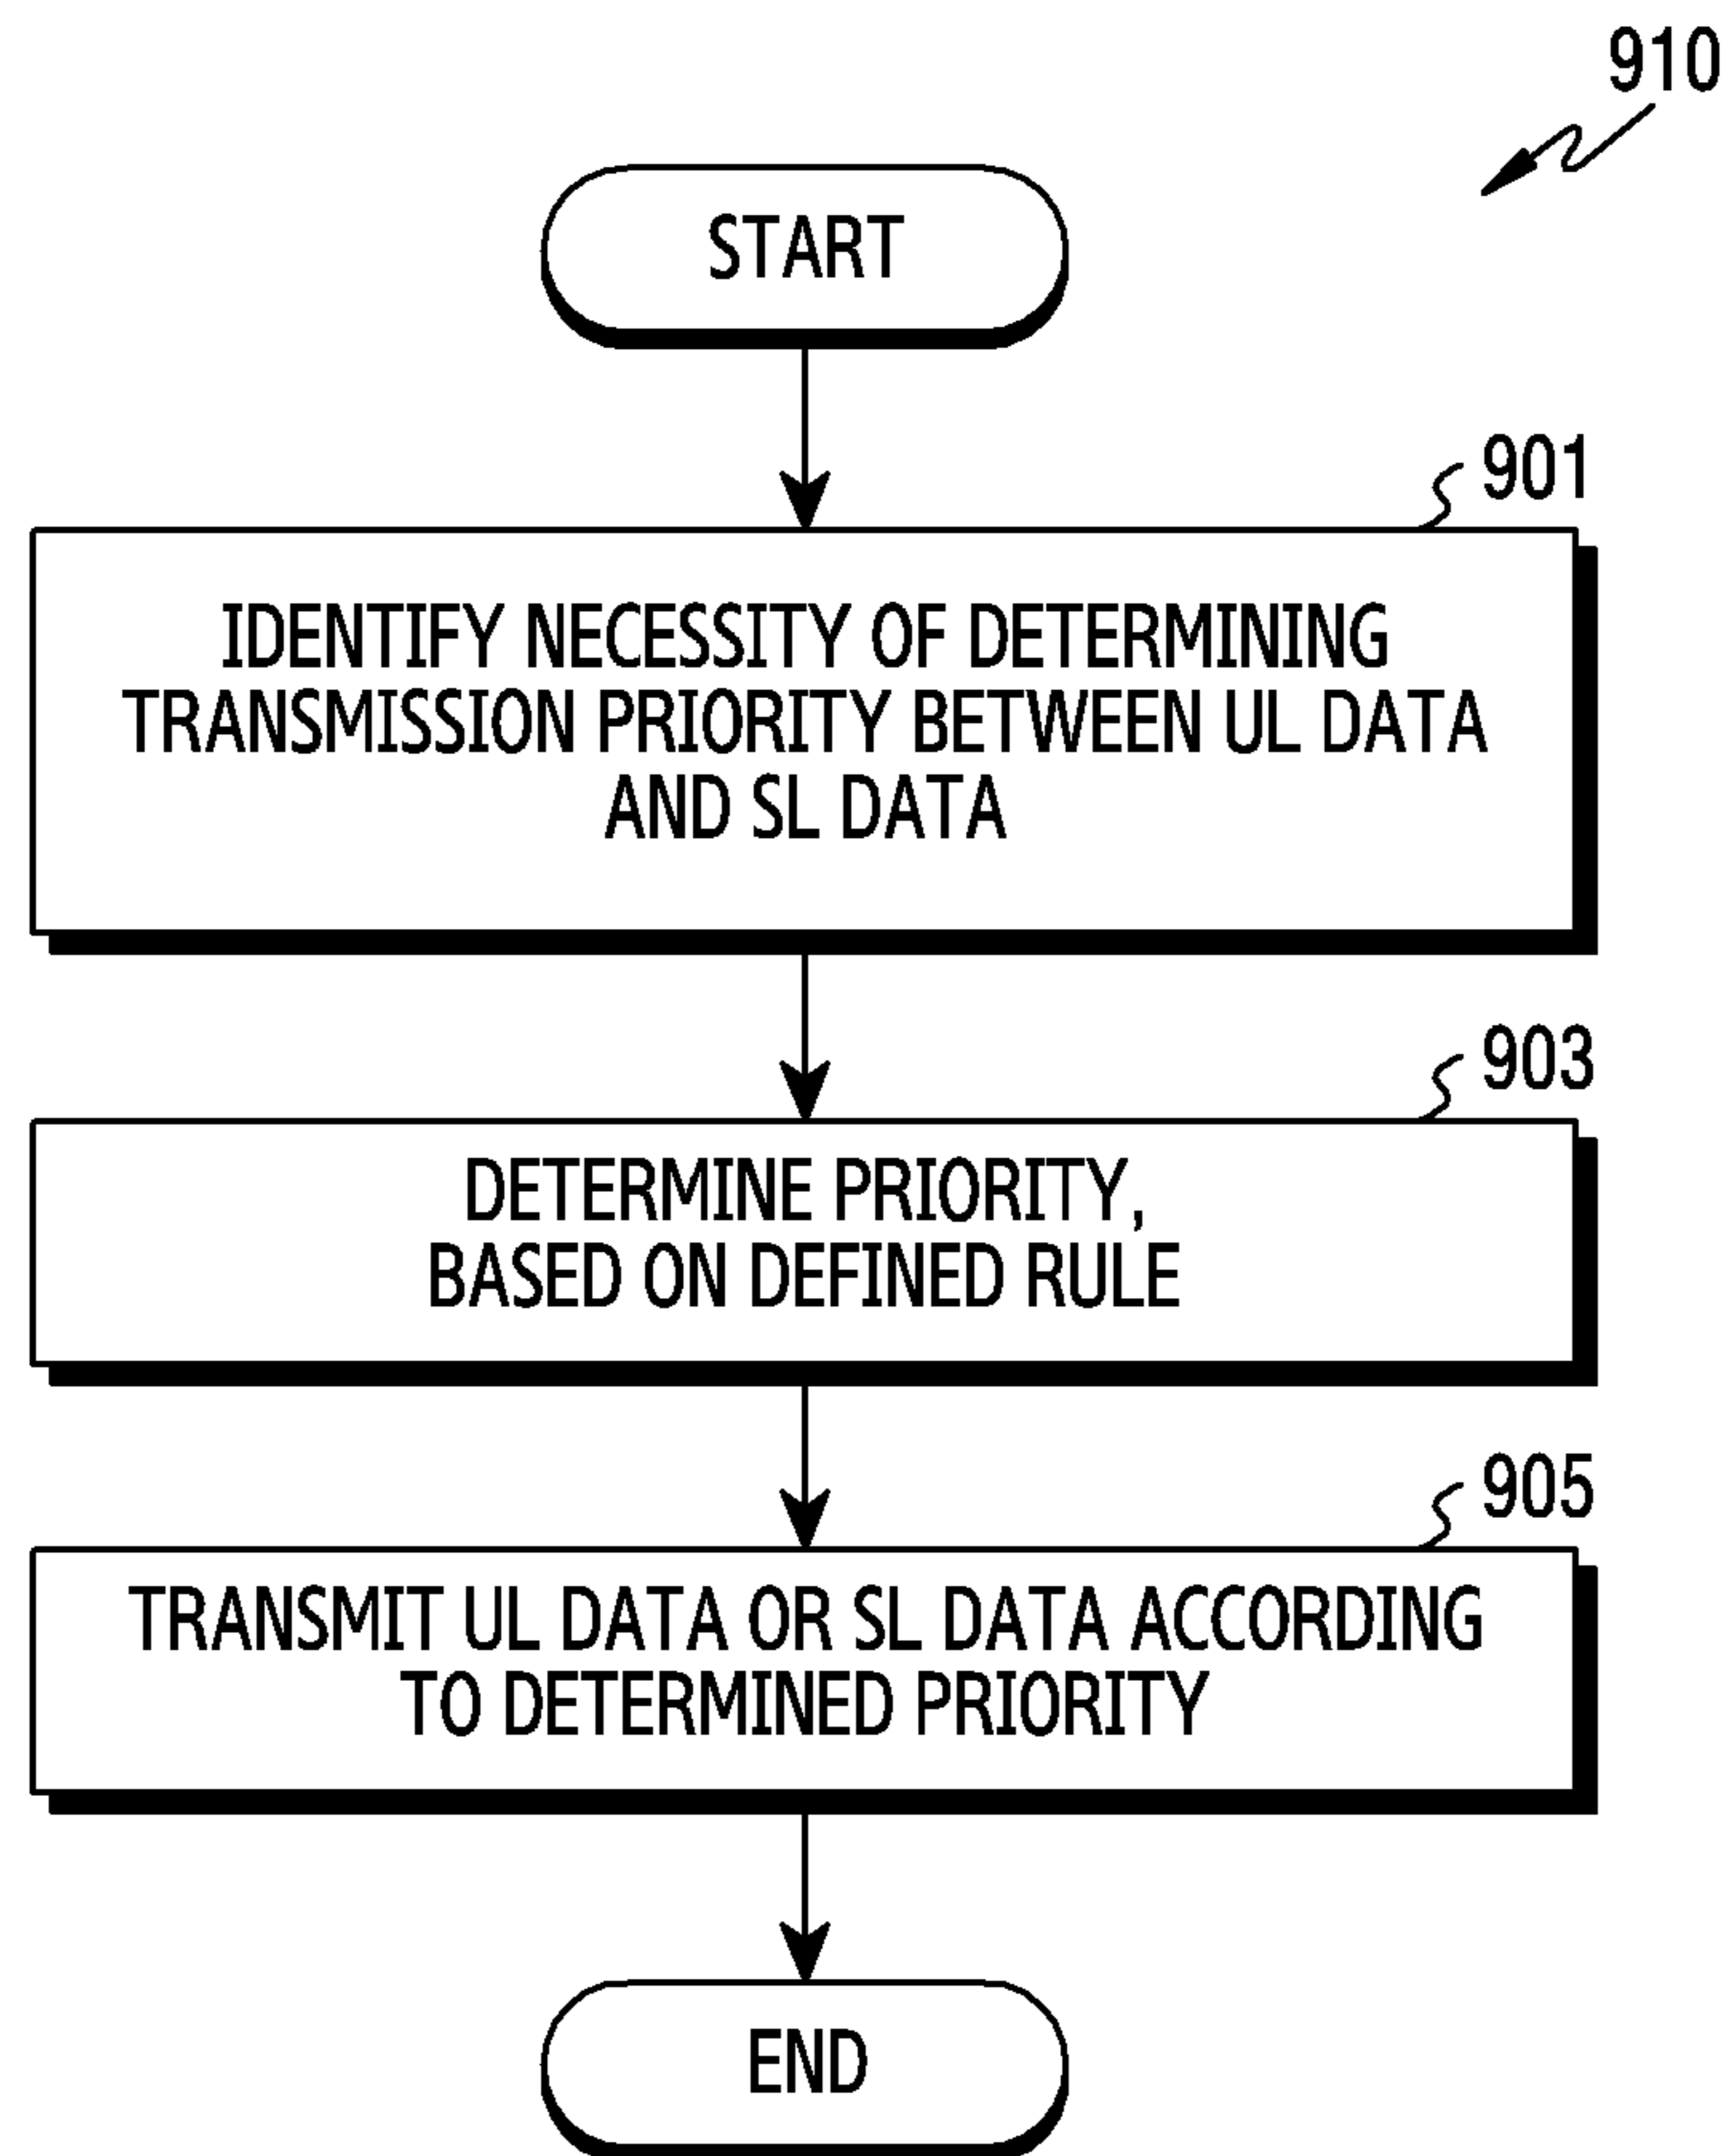 910
START
901
IDENTIFY NECESSITY OF DETERMINING
TRANSMISSION PRIORITY BETWEEN UL DATA
AND SL DATA
903
DETERMINE PRIORITY,
BASED ON DEFINED RULE
905
TRANSMIT UL DATA OR SL DATA ACCORDING
TO DETERMINED PRIORITY
END